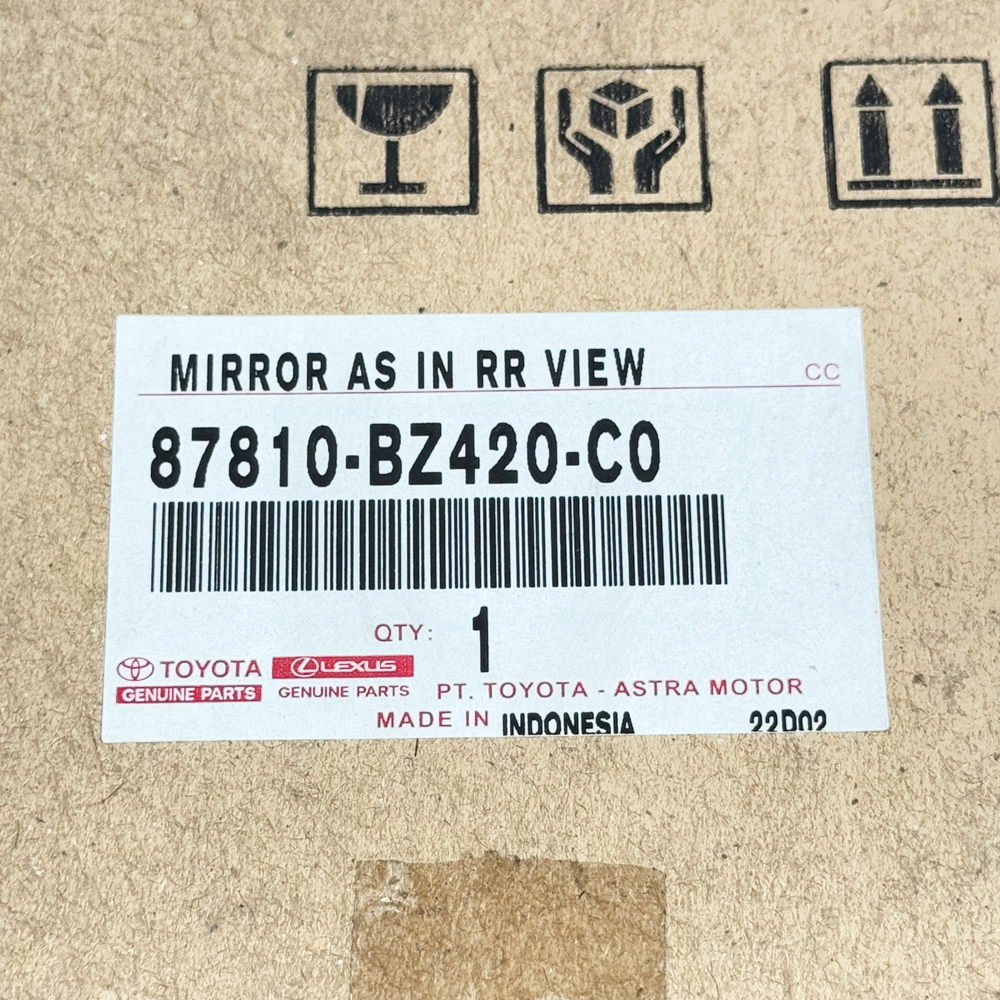 MIRROR AS IN RR VIEW
CC
87810-BZ420-C0
QTY: 1
TOYOTA
GENUINE PARTS
LEXUS
GENUINE PARTS
PT. TOYOTA - ASTRA MOTOR
MADE IN INDONESIA
22D02